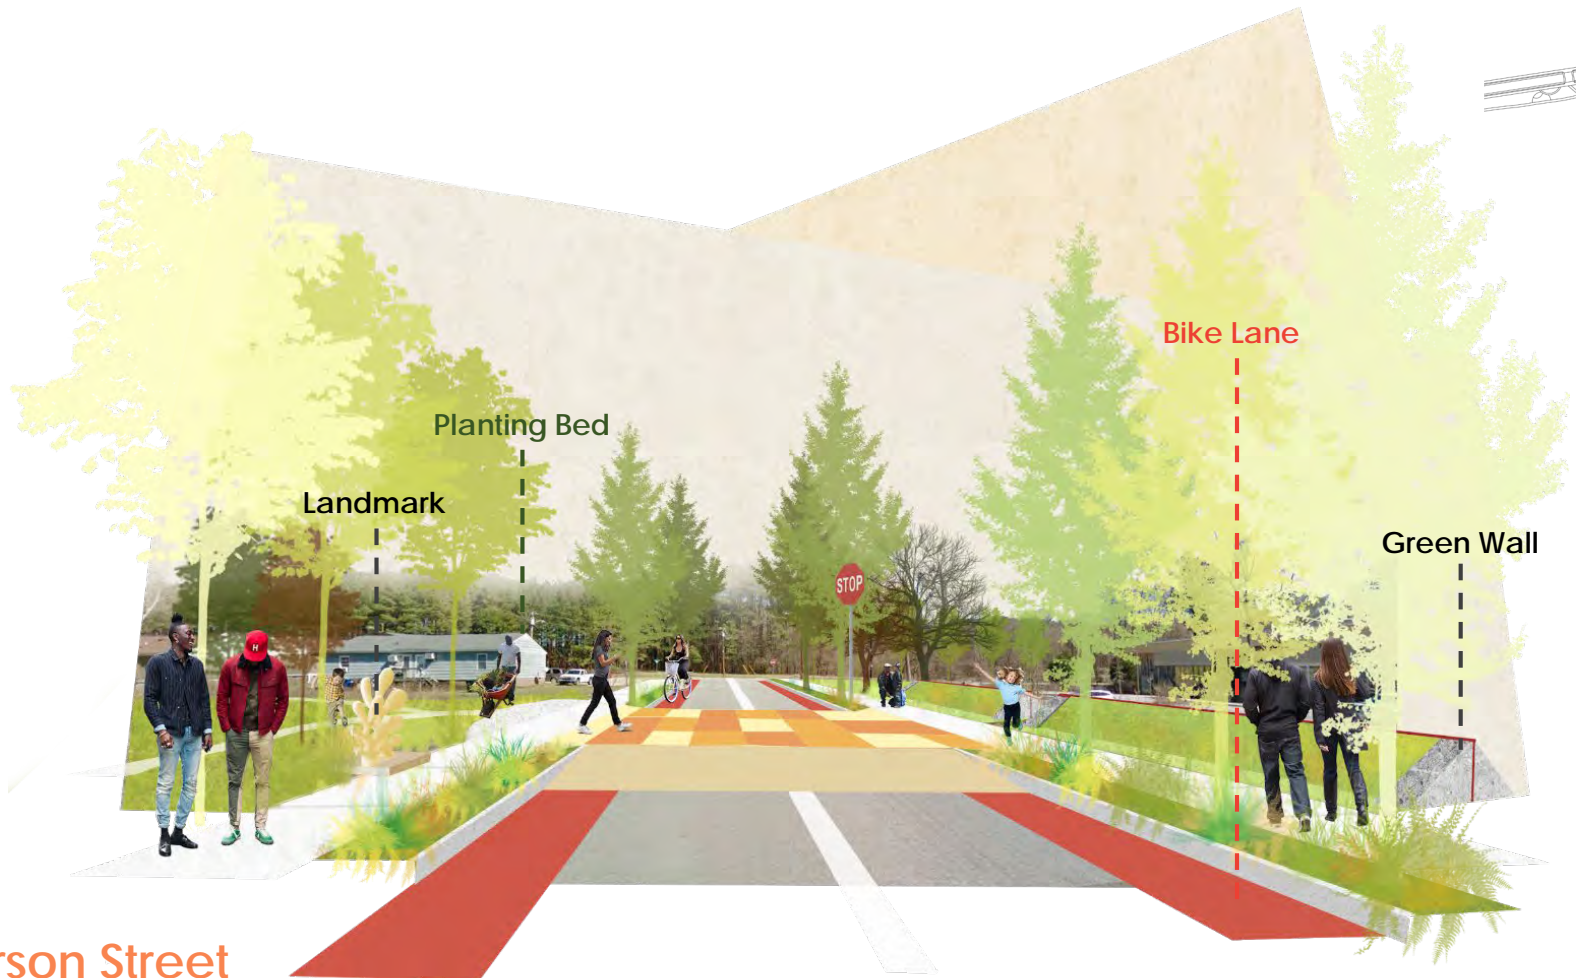 Bike Lane
Planting Bed
Landmark
Green Wall
STOP
H
rson Street